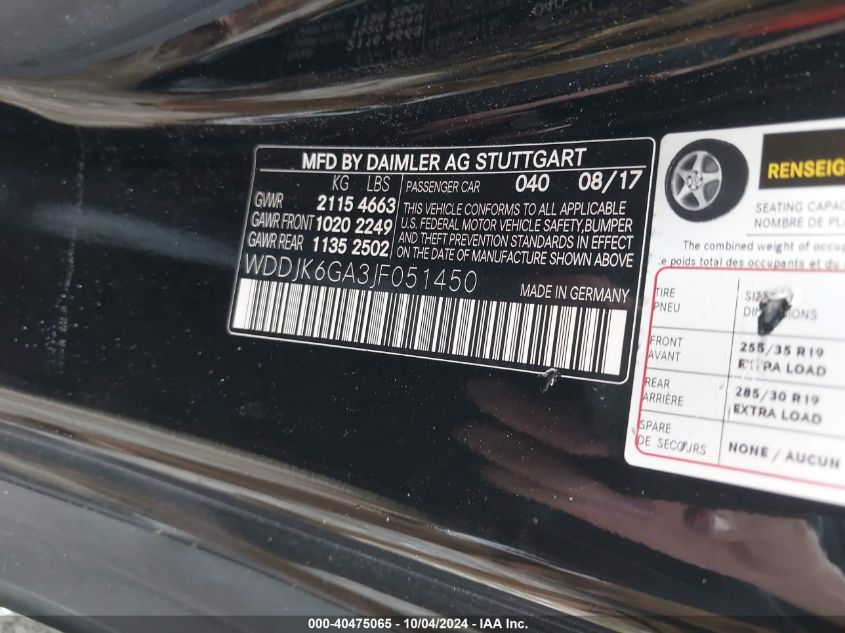 MFD BY DAIMLER AG STUTTGART
KG LBS
GVWR 2115 4663
GAWR FRONT 1020 2249
GAWR REAR 1135 2502
PASSENGER CAR 040 08/17
THIS VEHICLE CONFORMS TO ALL APPLICABLE
U.S. FEDERAL MOTOR VEHICLE SAFETY,BUMPER
AND THEFT PREVENTION STANDARDS IN EFFECT
ON THE DATE OF MANUFACTURE SHOWN ABOVE
WDDJK6GA3JF051450
MADE IN GERMANY
RENSEIG
SEATING CAPAC
NOMBRE DE PL
The combined weight of occup
.e poids total des occupants et du
TIRE
PNEU
FRONT
AVANT
255/35 R19
EXTRA LOAD
REAR
ARRIÈRE
285/30 R19
EXTRA LOAD
SPARE
DE SECOURS
NONE / AUCUN
000-40475065 - 10/04/2024 - IAA Inc.